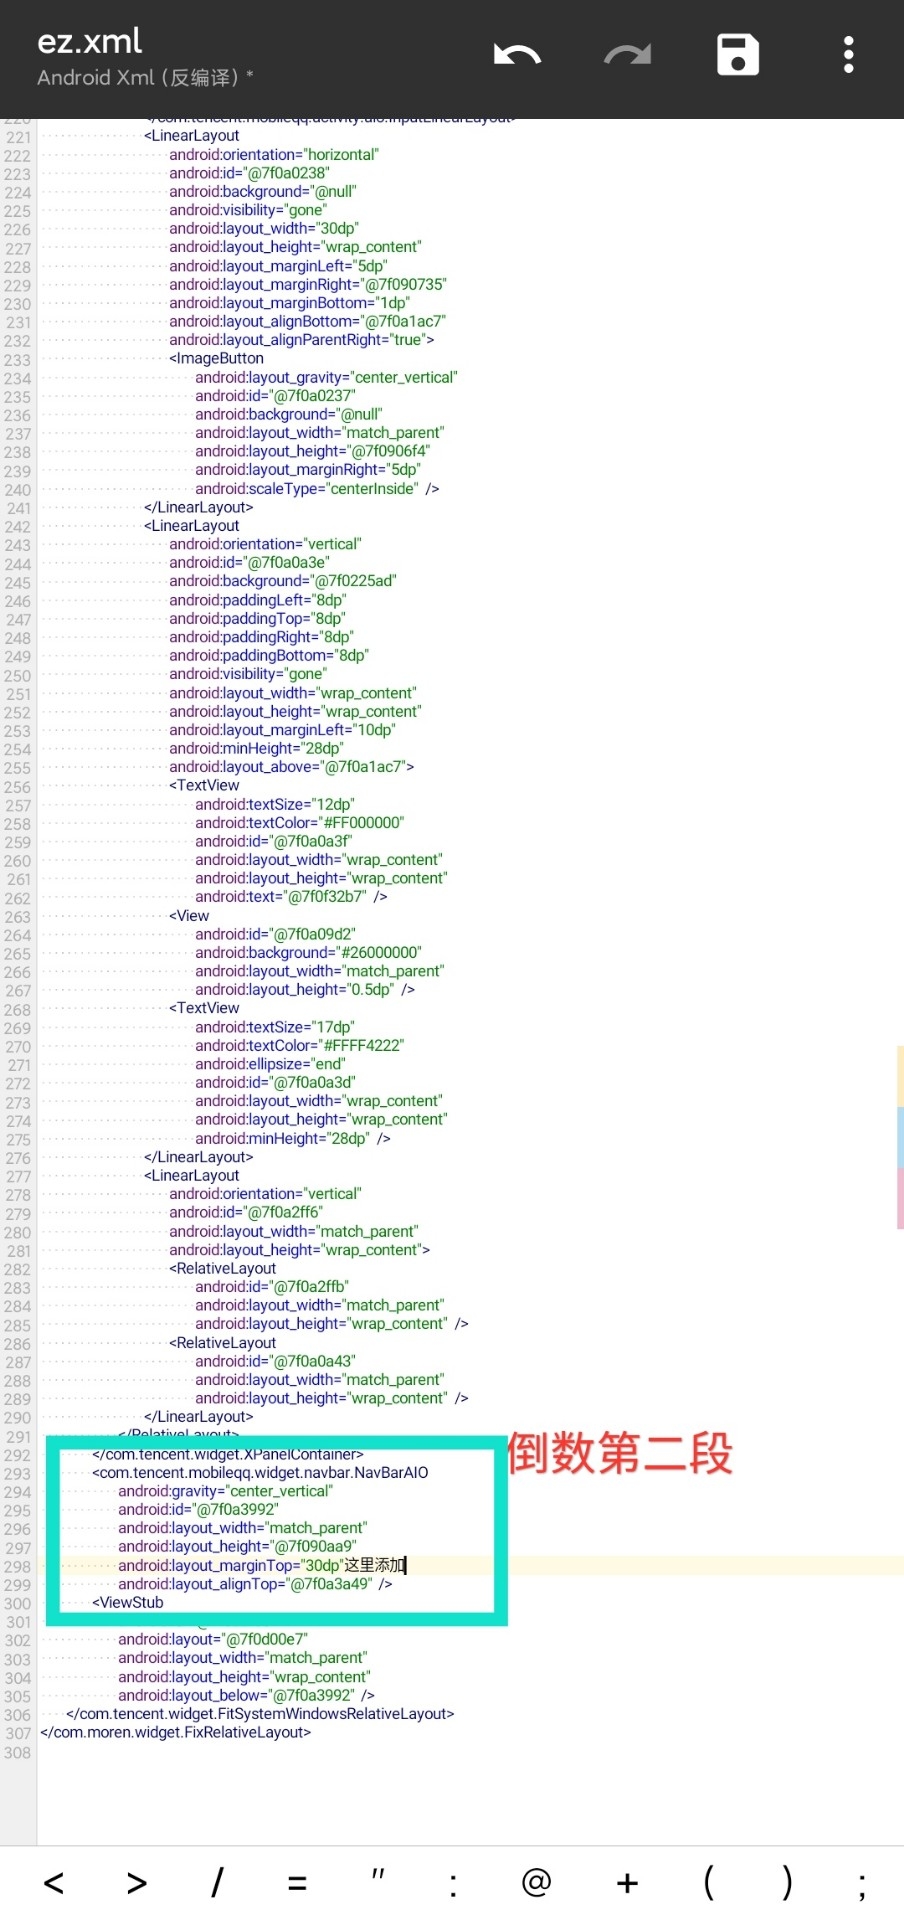 ez.xml
Android Xml (反编译) *
220 </com.tencent.mobileqq.activity.aio.InputLinearLayout>
221 <LinearLayout
222 android:orientation="horizontal"
223 android:id="@7f0a0238"
224 android:background="@null"
225 android:visibility="gone"
226 android:layout_width="30dp"
227 android:layout_height="wrap_content"
228 android:layout_marginLeft="5dp"
229 android:layout_marginRight="@7f090735"
230 android:layout_marginBottom="1dp"
231 android:layout_alignBottom="@7f0a1ac7"
232 android:layout_alignParentRight="true">
233 <ImageButton
234 android:layout_gravity="center_vertical"
235 android:id="@7f0a0237"
236 android:background="@null"
237 android:layout_width="match_parent"
238 android:layout_height="@7f0906f4"
239 android:layout_marginRight="5dp"
240 android:scaleType="centerInside" />
241 </LinearLayout>
242 <LinearLayout
243 android:orientation="vertical"
244 android:id="@7f0a0a3e"
245 android:background="@7f0225ad"
246 android:paddingLeft="8dp"
247 android:paddingTop="8dp"
248 android:paddingRight="8dp"
249 android:paddingBottom="8dp"
250 android:visibility="gone"
251 android:layout_width="wrap_content"
252 android:layout_height="wrap_content"
253 android:layout_marginLeft="10dp"
254 android:minHeight="28dp"
255 android:layout_above="@7f0a1ac7">
256 <TextView
257 android:textSize="12dp"
258 android:textColor="#FF000000"
259 android:id="@7f0a0a3f"
260 android:layout_width="wrap_content"
261 android:layout_height="wrap_content"
262 android:text="@7f0f32b7" />
263 <View
264 android:id="@7f0a09d2"
265 android:background="#26000000"
266 android:layout_width="match_parent"
267 android:layout_height="0.5dp" />
268 <TextView
269 android:textSize="17dp"
270 android:textColor="#FFFF4222"
271 android:ellipsize="end"
272 android:id="@7f0a0a3d"
273 android:layout_width="wrap_content"
274 android:layout_height="wrap_content"
275 android:minHeight="28dp" />
276 </LinearLayout>
277 <LinearLayout
278 android:orientation="vertical"
279 android:id="@7f0a2ff6"
280 android:layout_width="match_parent"
281 android:layout_height="wrap_content">
282 <RelativeLayout
283 android:id="@7f0a2ffb"
284 android:layout_width="match_parent"
285 android:layout_height="wrap_content" />
286 <RelativeLayout
287 android:id="@7f0a0a43"
288 android:layout_width="match_parent"
289 android:layout_height="wrap_content" />
290 </LinearLayout>
291 </RelativeLayout>
292 </com.tencent.widget.XPanelContainer>
倒数第二段
293 <com.tencent.mobileqq.widget.navbar.NavBarAIO
294 android:gravity="center_vertical"
295 android:id="@7f0a3992"
296 android:layout_width="match_parent"
297 android:layout_height="@7f090aa9"
298 android:layout_marginTop="30dp"这里添加
299 android:layout_alignTop="@7f0a3a49" />
300 <ViewStub
301
302 android:layout="@7f0d00e7"
303 android:layout_width="match_parent"
304 android:layout_height="wrap_content"
305 android:layout_below="@7f0a3992" />
306 </com.tencent.widget.FitSystemWindowsRelativeLayout>
307 </com.moren.widget.FixRelativeLayout>
308
< > / = " : @ + ( ) ;